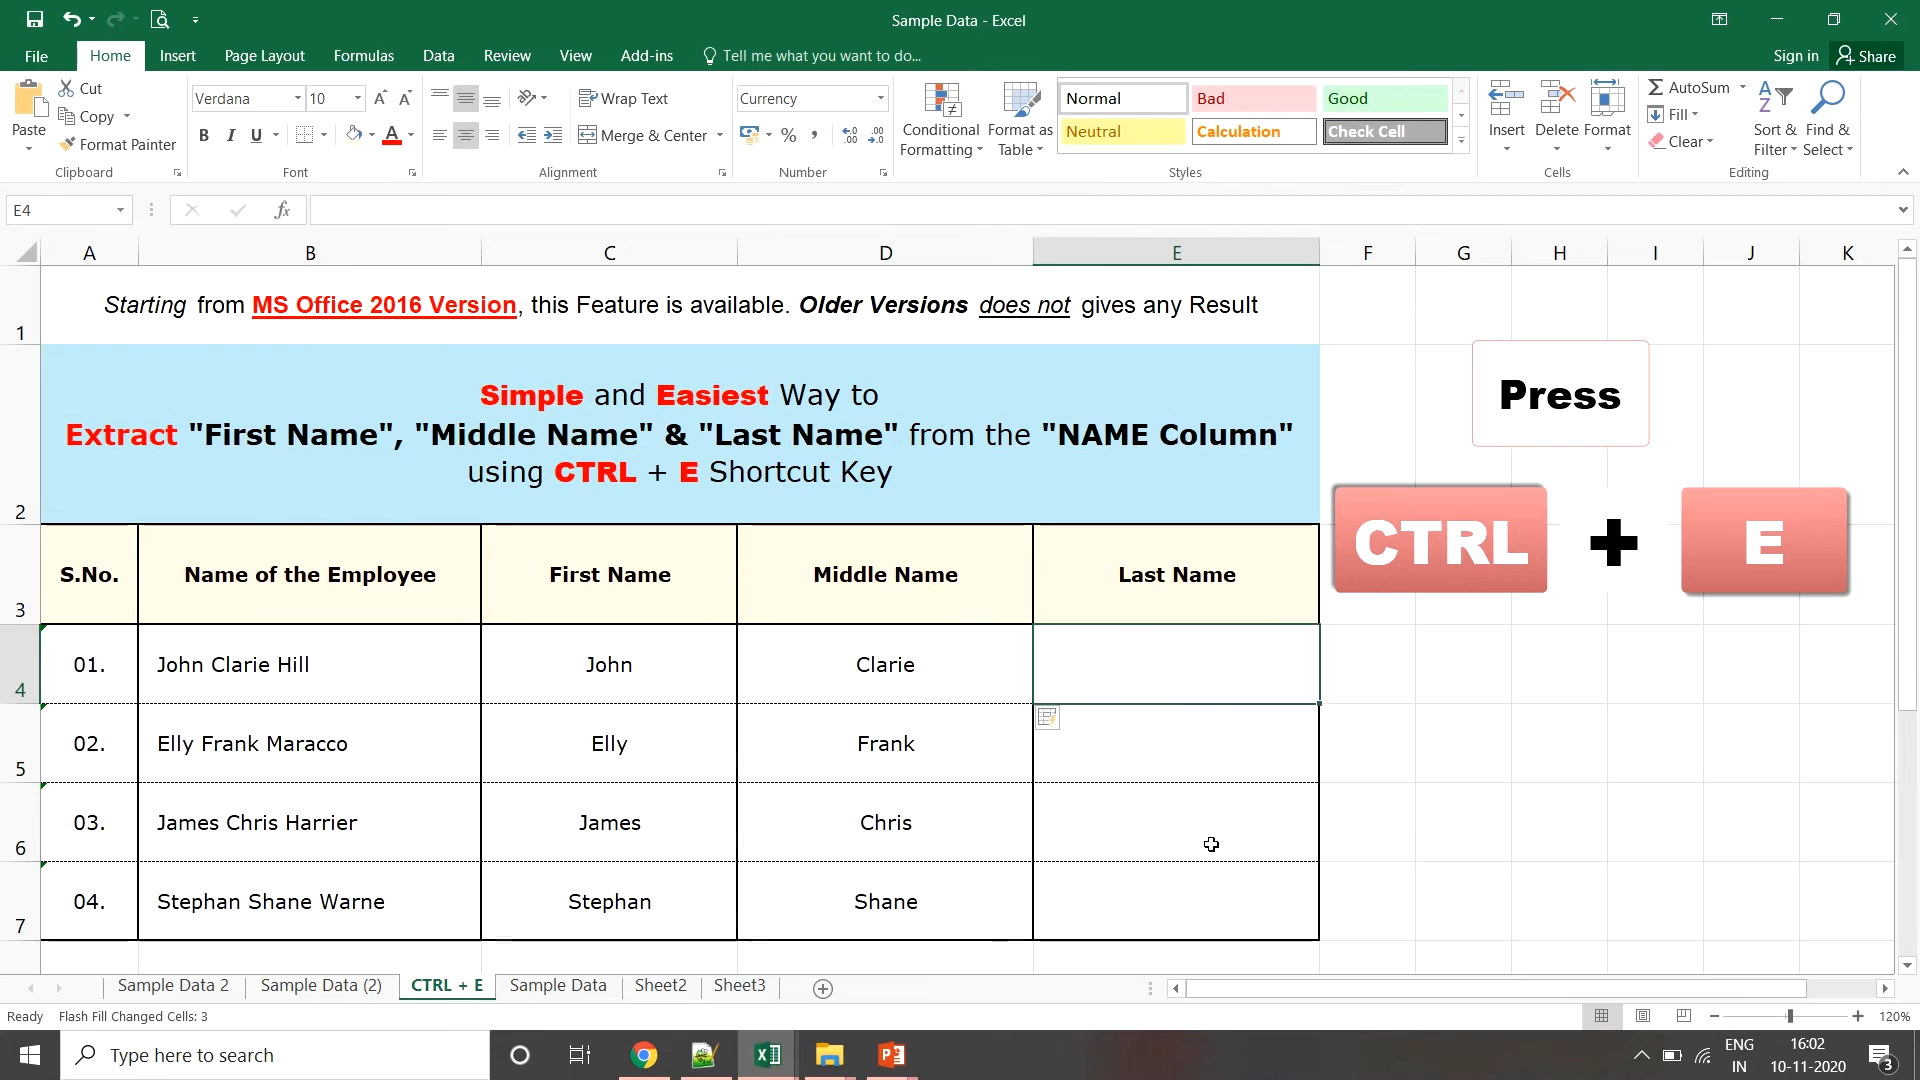 Sample Data - Excel
File Home Insert Page Layout Formulas Data Review View Add-ins Tell me what you want to do... Sign in Share
Paste Cut Copy Format Painter
Clipboard
Verdana 10
B I U A
Font
Wrap Text
Merge & Center
Alignment
Currency
%
Number
Conditional Formatting
Format as Table
Normal Bad Good
Neutral Calculation Check Cell
Styles
Insert Delete Format
Cells
AutoSum
Fill
Clear
Sort & Filter
Find & Select
Editing
E4 fx
A B C D E F G H I J K
1 Starting from MS Office 2016 Version, this Feature is available. Older Versions does not gives any Result
Simple and Easiest Way to
Extract "First Name", "Middle Name" & "Last Name" from the "NAME Column"
using CTRL + E Shortcut Key
2
Press
CTRL + E
3 S.No. Name of the Employee First Name Middle Name Last Name
4 01. John Clarie Hill John Clarie
5 02. Elly Frank Maracco Elly Frank
6 03. James Chris Harrier James Chris
7 04. Stephan Shane Warne Stephan Shane
Sample Data 2 Sample Data (2) CTRL + E Sample Data Sheet2 Sheet3
Ready Flash Fill Changed Cells: 3 120%
Type here to search
ENG
IN
16:02
10-11-2020
3